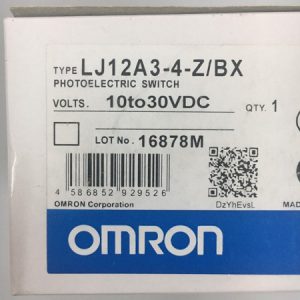 TYPE LJ12A3-4-Z/BX
PHOTOELECTRIC SWITCH
VOLTS. 10to30VDC QTY. 1
LOT No. 16878M
4 586852 929526
OMRON Corporation
DzYhEvsL
MAD
OMRON